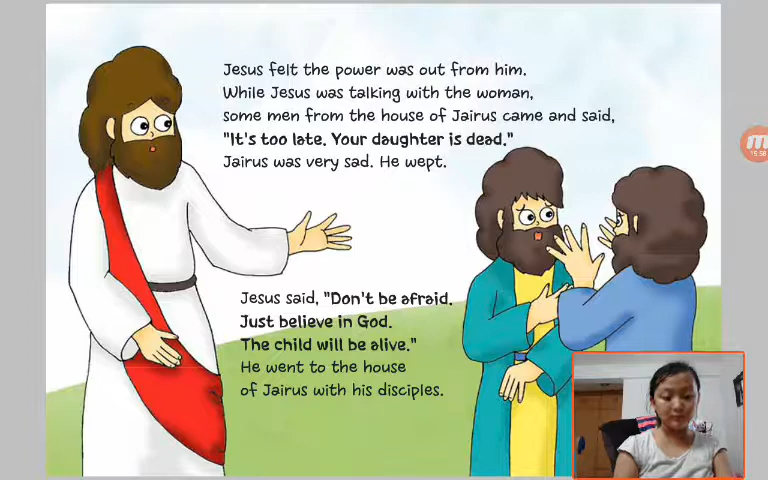 Jesus felt the power was out from him.
While Jesus was talking with the woman,
some men from the house of Jairus came and said,
"It's too late. Your daughter is dead."
Jairus was very sad. He wept.
Jesus said, "Don't be afraid.
Just believe in God.
The child will be alive."
He went to the house
of Jairus with his disciples.